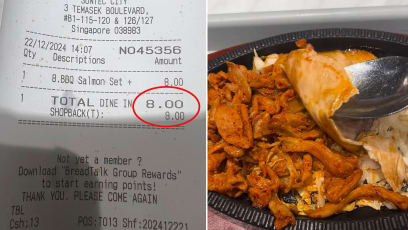 SUNTEC CITY
3 TEMASEK BOULEVARD,
#B1-115-120 & 126/127
Singapore 038983
22/12/2024 14:07 NO45356
Qty Descriptions Amount
1 8.BBQ Salmon Set + 8.00
1 TOTAL DINE IN 8.00
SHOPBACK(T): 8.00
Not yet a member ?
Download "BreadTalk Group Rewards"
to start earning points!
THANK YOU. PLEASE COME AGAIN
TBL
Csh:13 POS:T013 Shf:202412221